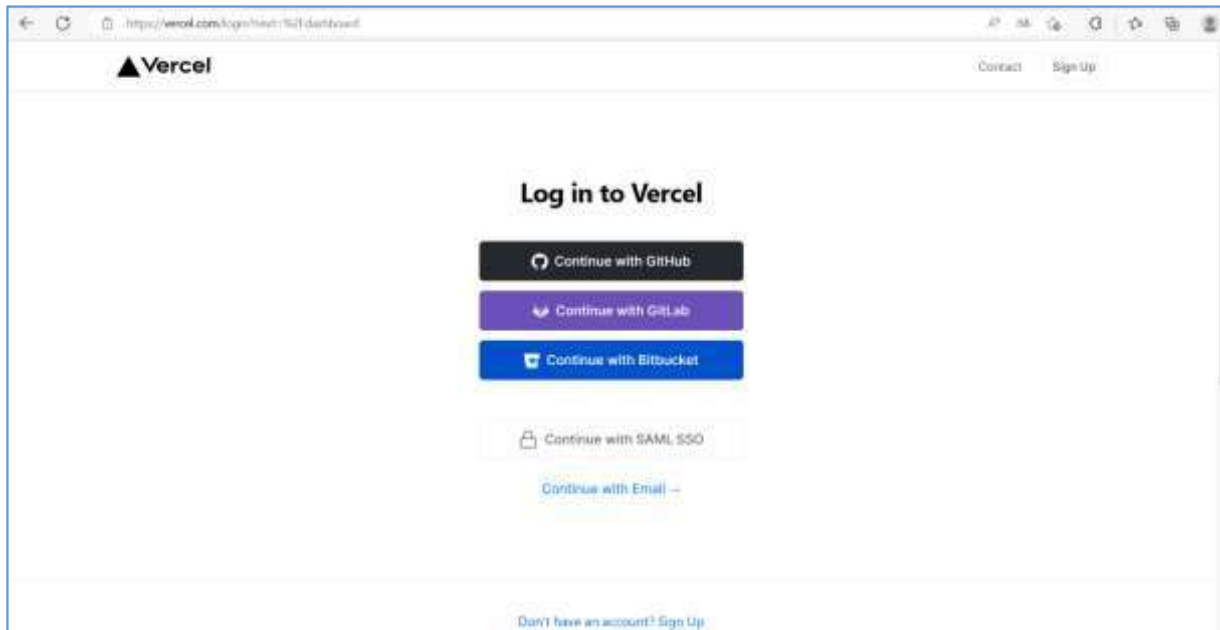 https://vercel.com/login?next=%2Fdashboard
Vercel
Contact Sign Up
Log in to Vercel
Continue with GitHub
Continue with GitLab
Continue with Bitbucket
Continue with SAML SSO
Continue with Email →
Don't have an account? Sign Up